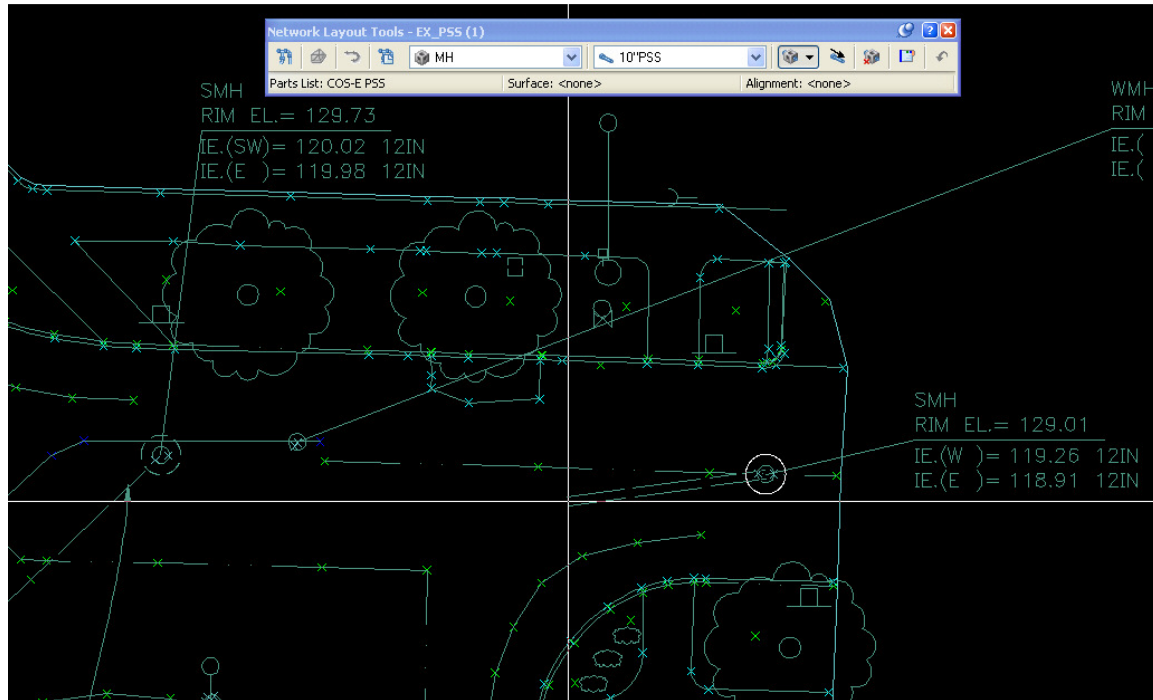 Network Layout Tools - EX_PSS (1)
MH
10"PSS
Parts List: COS-E PSS
Surface: <none>
Alignment: <none>
SMH
RIM EL.= 129.73
IE.(SW)= 120.02 12IN
IE.(E )= 119.98 12IN
WMH
RIM
IE.(
IE.(
SMH
RIM EL.= 129.01
IE.(W )= 119.26 12IN
IE.(E )= 118.91 12IN